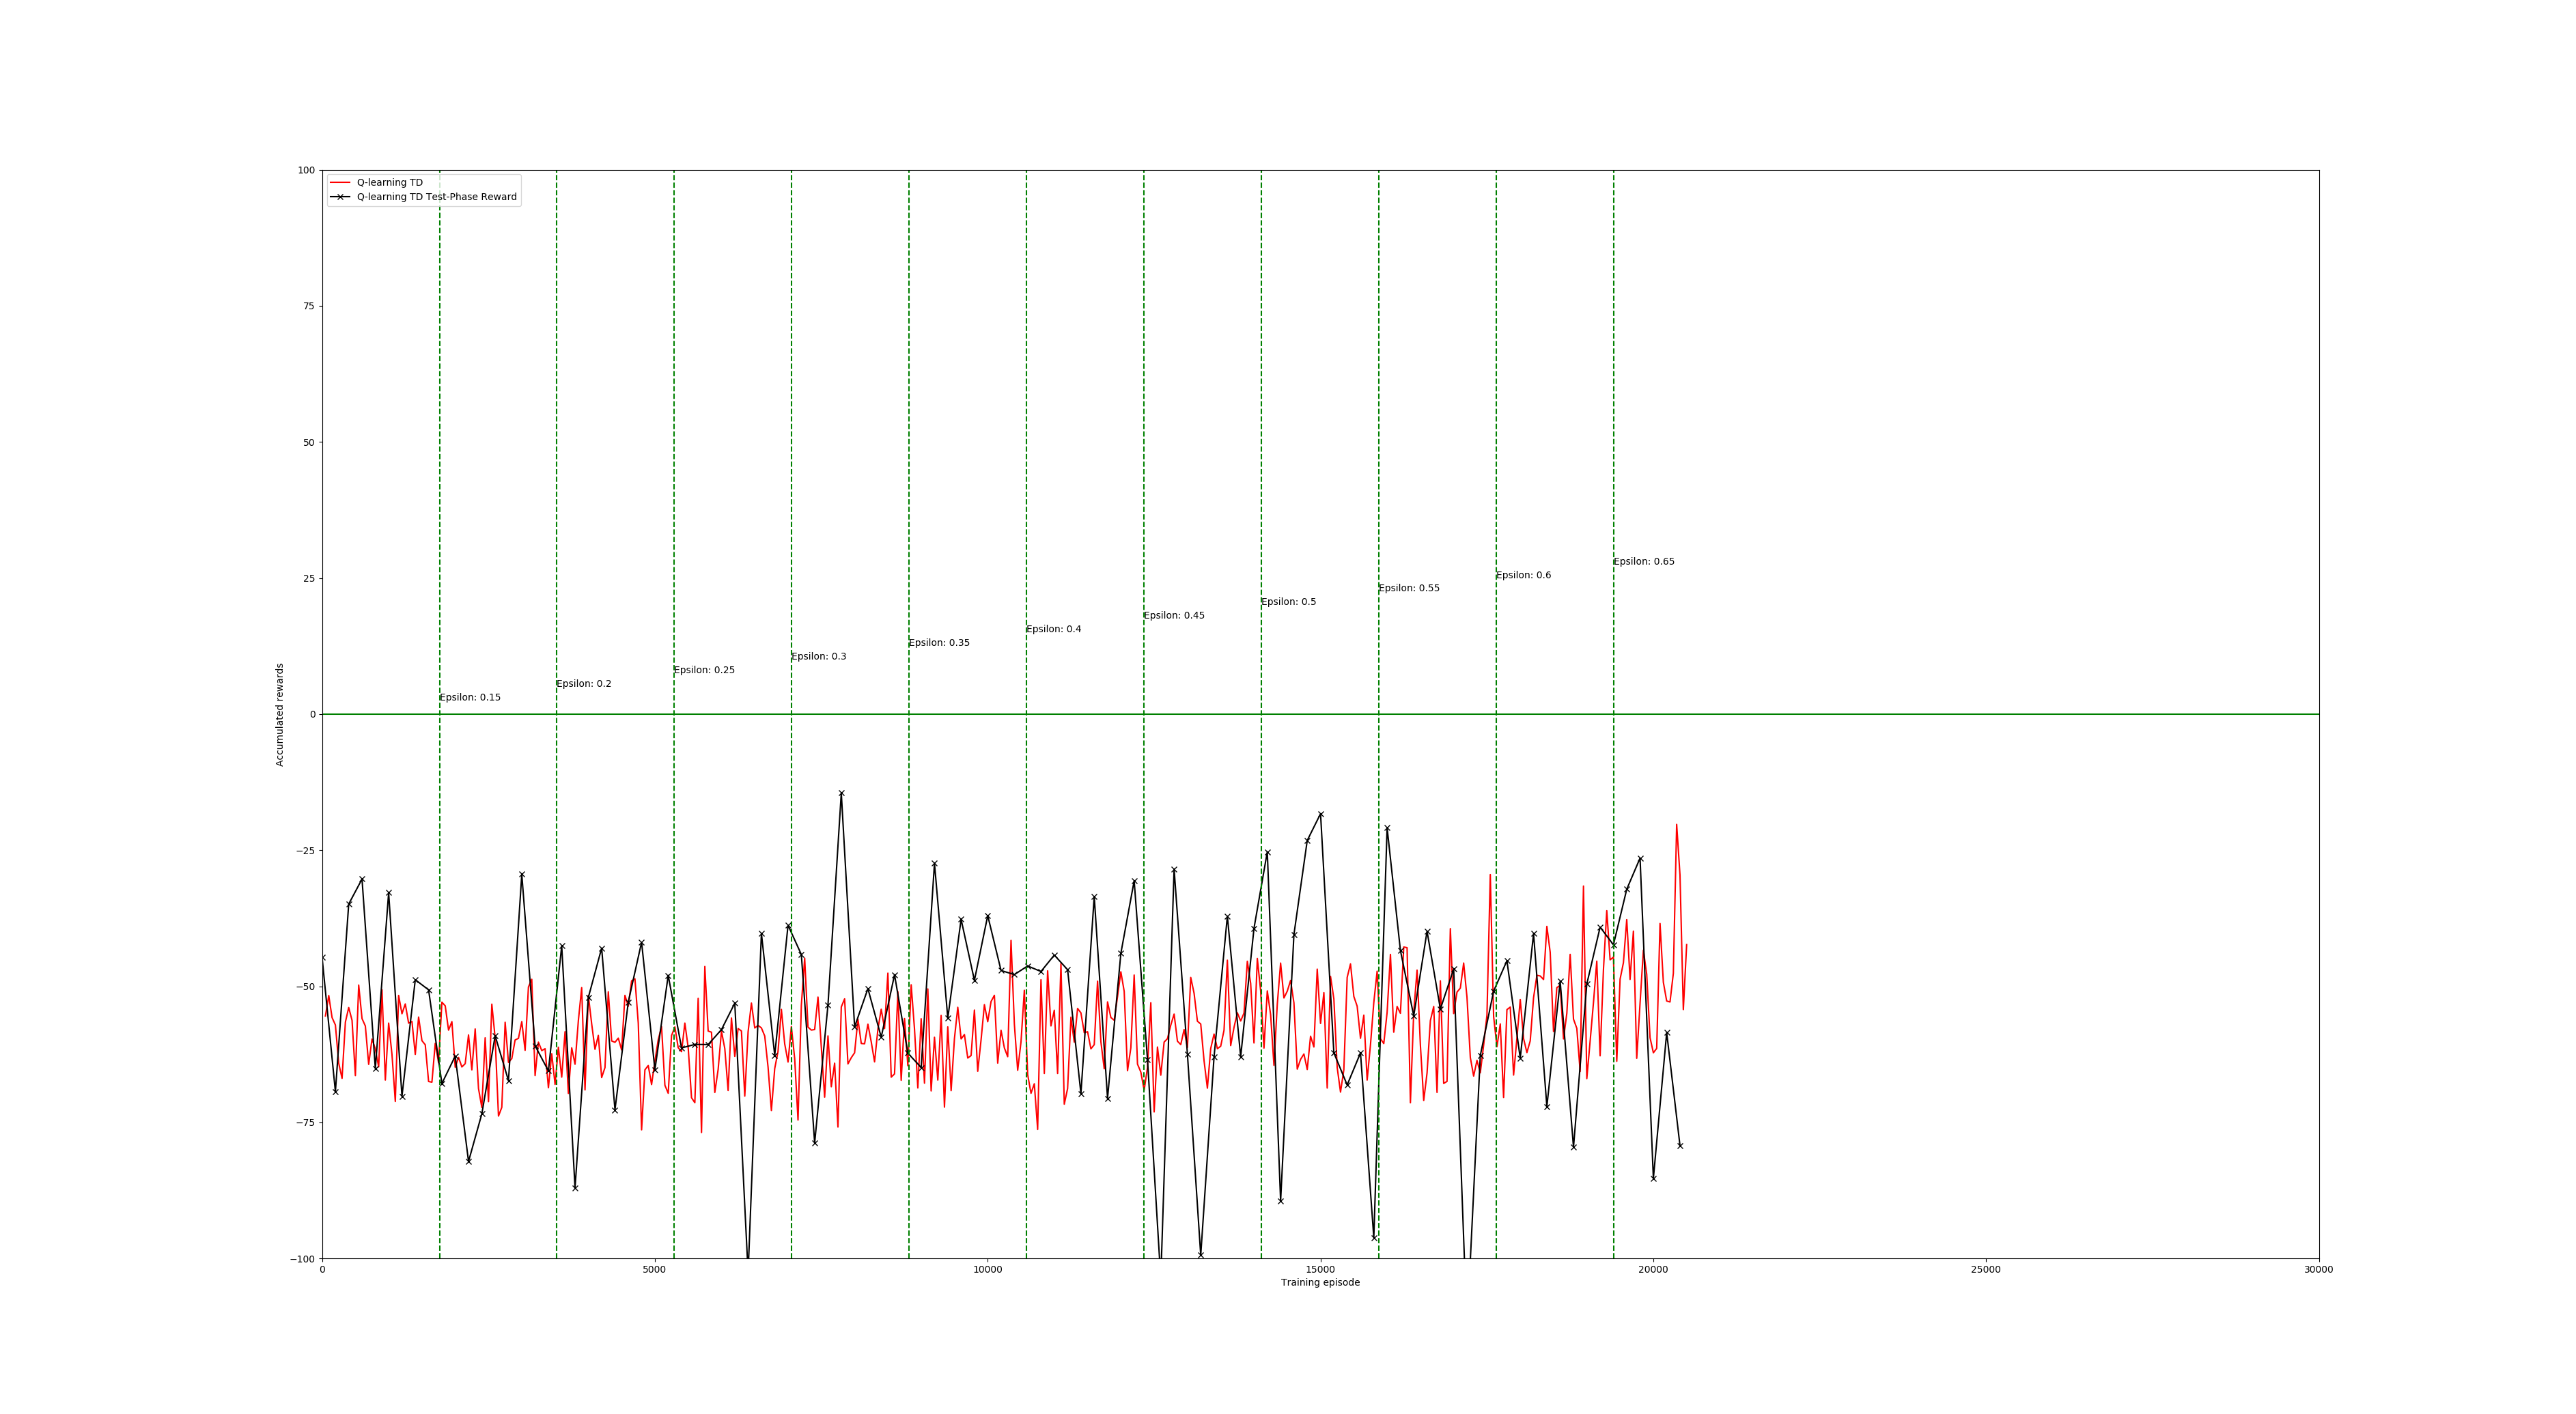 Q-learning TD
Q-learning TD Test-Phase Reward
100
75
50
25
0
−25
−50
−75
−100
Accumulated rewards
Epsilon: 0.15
Epsilon: 0.2
Epsilon: 0.25
Epsilon: 0.3
Epsilon: 0.35
Epsilon: 0.4
Epsilon: 0.45
Epsilon: 0.5
Epsilon: 0.55
Epsilon: 0.6
Epsilon: 0.65
0
5000
10000
15000
20000
25000
30000
Training episode